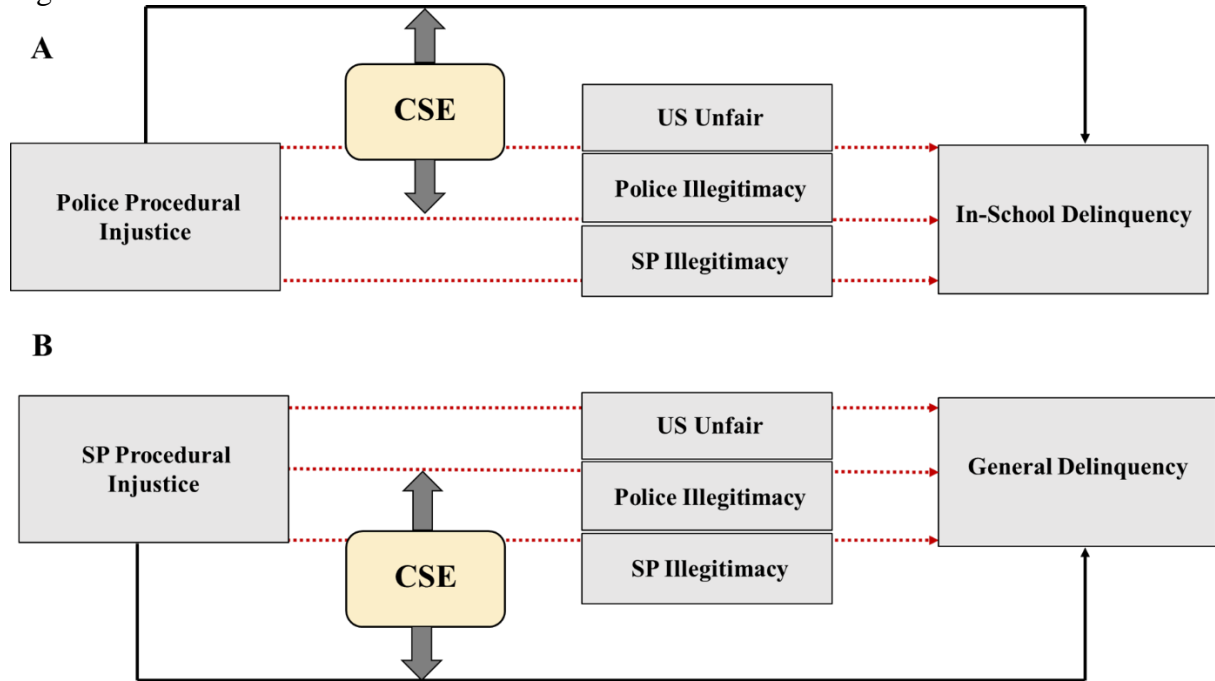 A
CSE
US Unfair
Police Procedural
Injustice
Police Illegitimacy
In-School Delinquency
SP Illegitimacy
B
US Unfair
SP Procedural
Injustice
Police Illegitimacy
General Delinquency
CSE
SP Illegitimacy